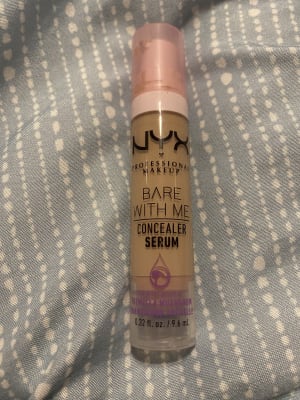 NYX
PROFESSIONAL
MAKEUP
BARE
WITH ME
CONCEALER
SERUM
0.32 fl. oz. / 9.6 mL